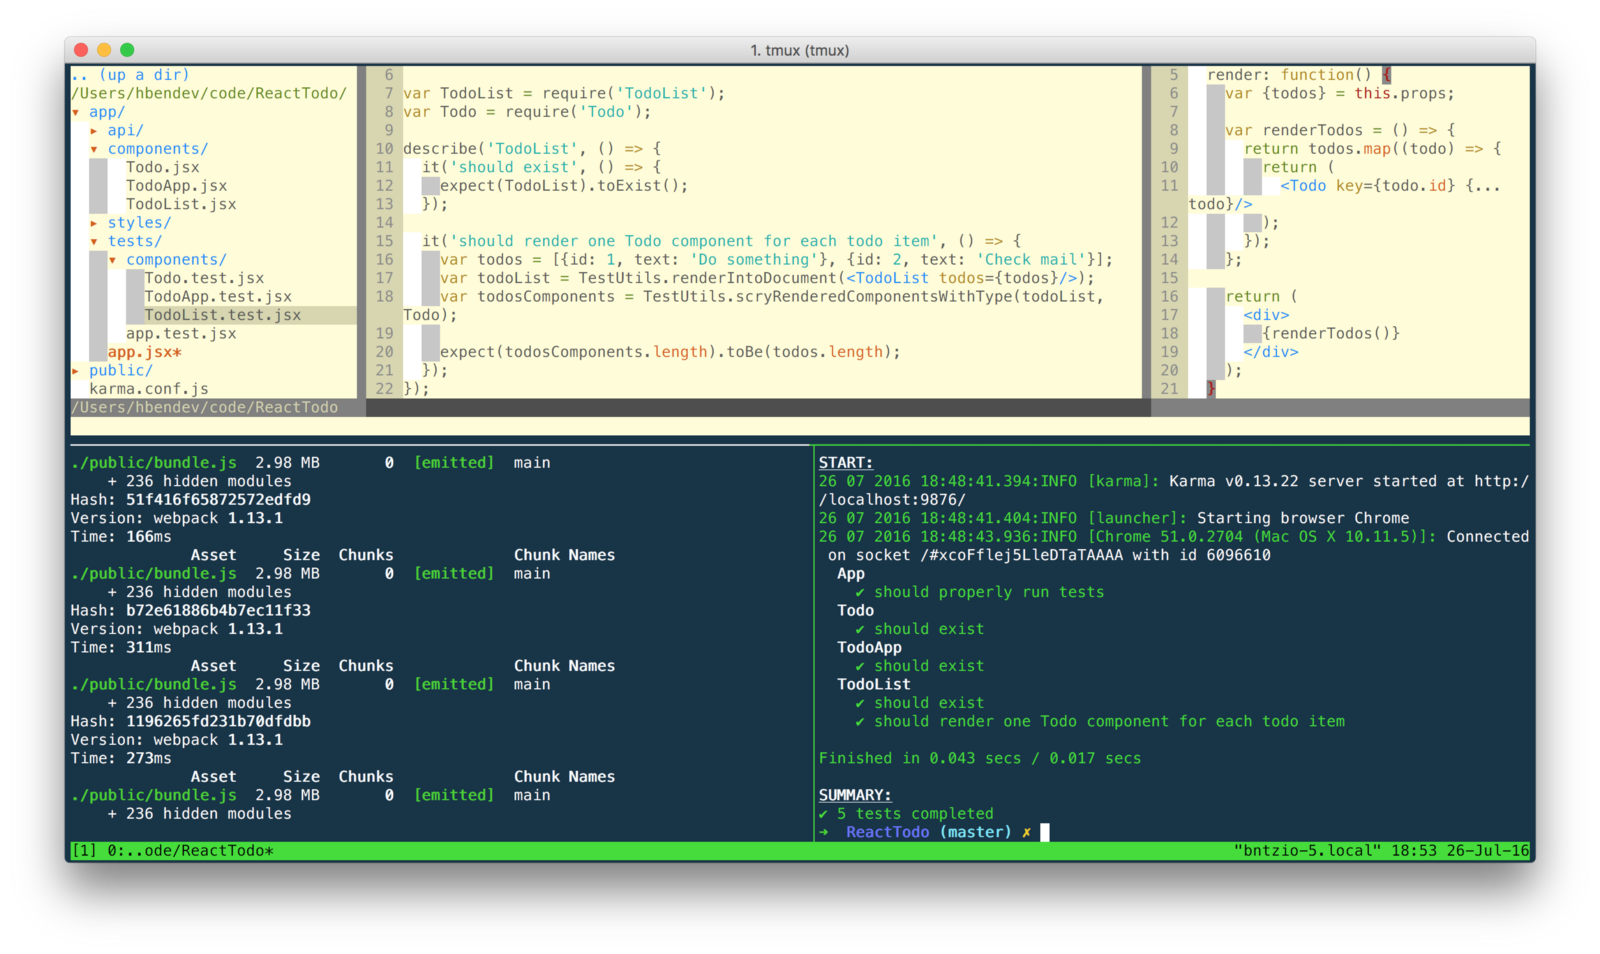 1. tmux (tmux)
.. (up a dir)
/Users/hbendev/code/ReactTodo/
▾ app/
▸ api/
▾ components/
Todo.jsx
TodoApp.jsx
TodoList.jsx
▸ styles/
▾ tests/
▾ components/
Todo.test.jsx
TodoApp.test.jsx
TodoList.test.jsx
app.test.jsx
app.jsx*
▸ public/
karma.conf.js
/Users/hbendev/code/ReactTodo
6
7 var TodoList = require('TodoList');
8 var Todo = require('Todo');
9
10 describe('TodoList', () => {
11 it('should exist', () => {
12 expect(TodoList).toExist();
13 });
14
15 it('should render one Todo component for each todo item', () => {
16 var todos = [{id: 1, text: 'Do something'}, {id: 2, text: 'Check mail'}];
17 var todoList = TestUtils.renderIntoDocument(<TodoList todos={todos}/>);
18 var todosComponents = TestUtils.scryRenderedComponentsWithType(todoList,
Todo);
19
20 expect(todosComponents.length).toBe(todos.length);
21 });
22 });
5 render: function() {
6 var {todos} = this.props;
7
8 var renderTodos = () => {
9 return todos.map((todo) => {
10 return (
11 <Todo key={todo.id} {...
todo}/>
12 );
13 });
14 };
15
16 return (
17 <div>
18 {renderTodos()}
19 </div>
20 );
21 }
./public/bundle.js 2.98 MB 0 [emitted] main
+ 236 hidden modules
Hash: 51f416f65872572edfd9
Version: webpack 1.13.1
Time: 166ms
Asset Size Chunks Chunk Names
./public/bundle.js 2.98 MB 0 [emitted] main
+ 236 hidden modules
Hash: b72e61886b4b7ec11f33
Version: webpack 1.13.1
Time: 311ms
Asset Size Chunks Chunk Names
./public/bundle.js 2.98 MB 0 [emitted] main
+ 236 hidden modules
Hash: 1196265fd231b70dfdbb
Version: webpack 1.13.1
Time: 273ms
Asset Size Chunks Chunk Names
./public/bundle.js 2.98 MB 0 [emitted] main
+ 236 hidden modules
START:
26 07 2016 18:48:41.394:INFO [karma]: Karma v0.13.22 server started at http:/
/localhost:9876/
26 07 2016 18:48:41.404:INFO [launcher]: Starting browser Chrome
26 07 2016 18:48:43.936:INFO [Chrome 51.0.2704 (Mac OS X 10.11.5)]: Connected
on socket /#xcoFflej5LleDTaTAAAA with id 6096610
App
✔ should properly run tests
Todo
✔ should exist
TodoApp
✔ should exist
TodoList
✔ should exist
✔ should render one Todo component for each todo item
Finished in 0.043 secs / 0.017 secs
SUMMARY:
✔ 5 tests completed
➜ ReactTodo (master) ✗
[1] 0:..ode/ReactTodo*
"bntzio-5.local" 18:53 26-Jul-16